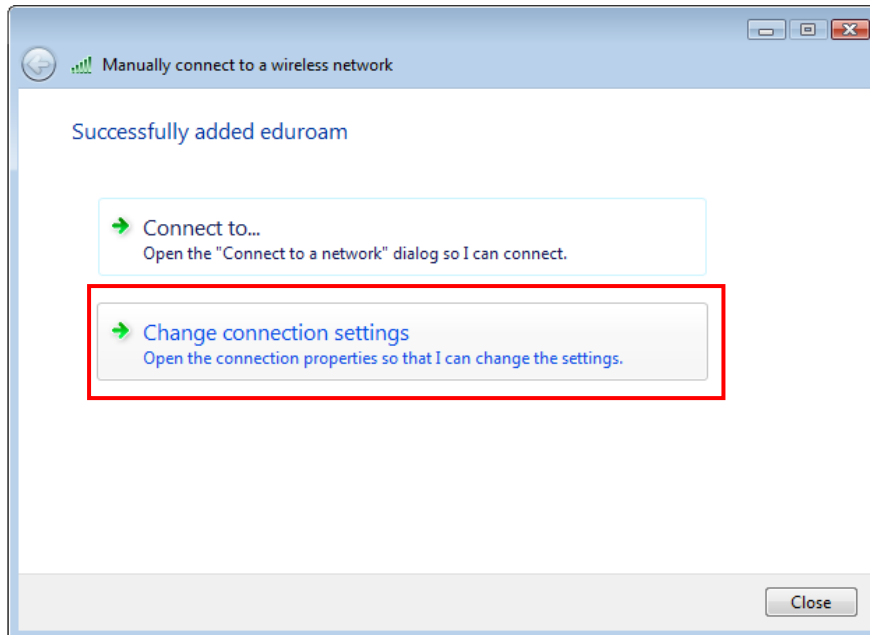 Manually connect to a wireless network
Successfully added eduroam
Connect to...
Open the "Connect to a network" dialog so I can connect.
Change connection settings
Open the connection properties so that I can change the settings.
Close